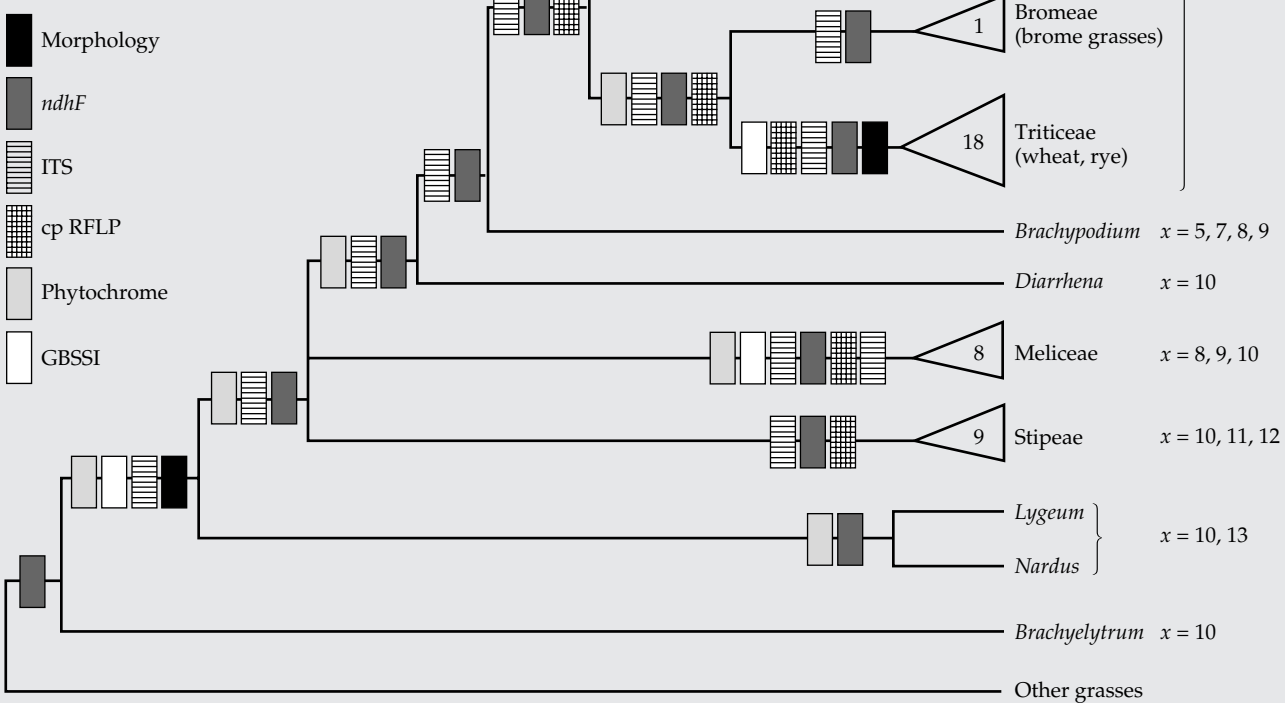 Morphology
ndhF
ITS
cp RFLP
Phytochrome
GBSSI
1
Bromeae
(brome grasses)
18
Triticeae
(wheat, rye)
Brachypodium x = 5, 7, 8, 9
Diarrhena x = 10
8 Meliceae x = 8, 9, 10
9 Stipeae x = 10, 11, 12
Lygeum
x = 10, 13
Nardus
Brachyelytrum x = 10
Other grasses